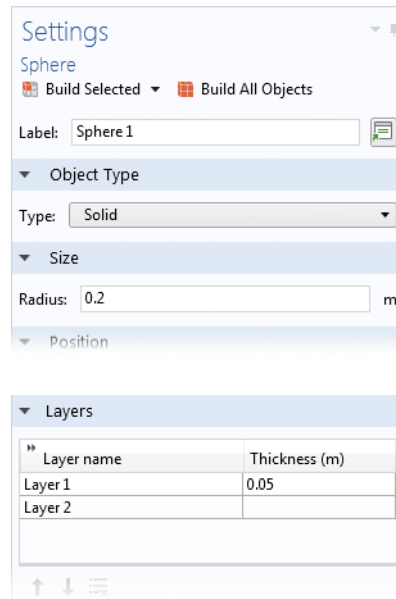 Settings
Sphere
Build Selected Build All Objects
Label: Sphere 1
Object Type
Type: Solid
Size
Radius: 0.2 m
Position
Layers
Layer name Thickness (m)
Layer 1 0.05
Layer 2